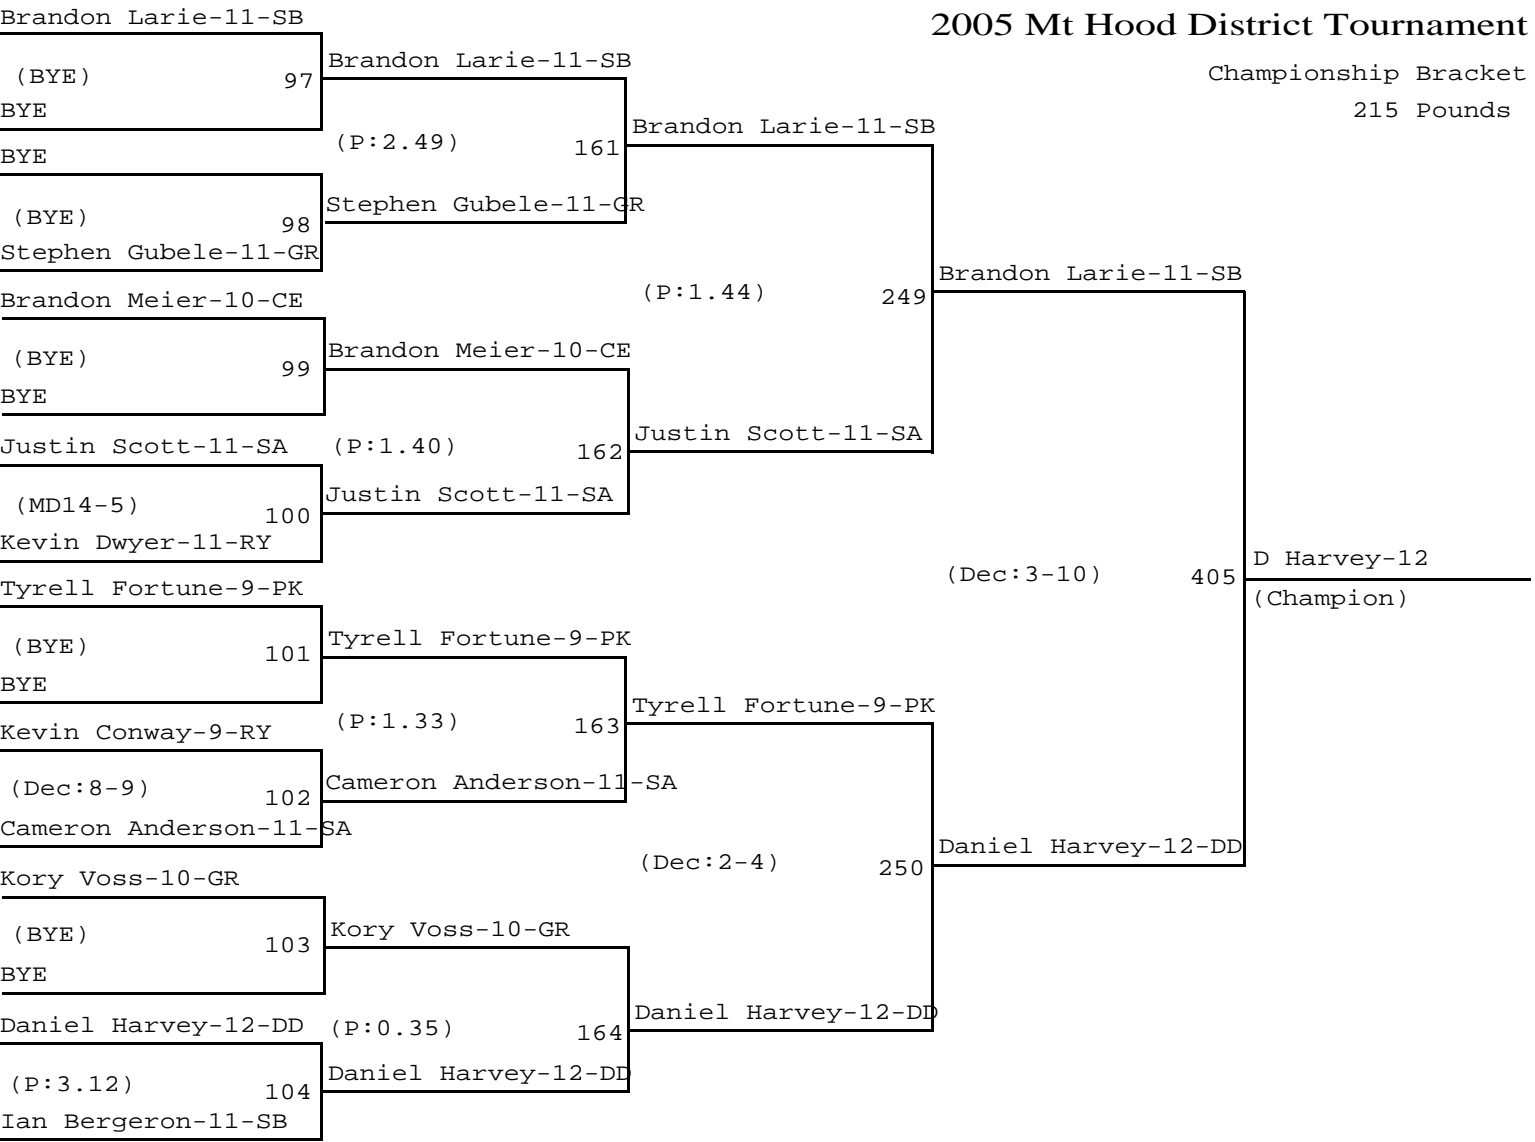 2005 Mt Hood District Tournament
Championship Bracket
215 Pounds
Brandon Larie-11-SB
(BYE) 97
BYE
BYE
(BYE) 98
Stephen Gubele-11-GR
Brandon Meier-10-CE
(BYE) 99
BYE
Justin Scott-11-SA
(MD14-5) 100
Kevin Dwyer-11-RY
Tyrell Fortune-9-PK
(BYE) 101
BYE
Kevin Conway-9-RY
(Dec:8-9) 102
Cameron Anderson-11-SA
Kory Voss-10-GR
(BYE) 103
BYE
Daniel Harvey-12-DD
(P:3.12) 104
Ian Bergeron-11-SB
Brandon Larie-11-SB
(P:2.49) 161
Stephen Gubele-11-GR
Brandon Meier-10-CE
(P:1.40) 162
Justin Scott-11-SA
Tyrell Fortune-9-PK
(P:1.33) 163
Cameron Anderson-11-SA
Kory Voss-10-GR
(P:0.35) 164
Daniel Harvey-12-DD
Brandon Larie-11-SB
(P:1.44) 249
Justin Scott-11-SA
Tyrell Fortune-9-PK
(Dec:2-4) 250
Daniel Harvey-12-DD
Brandon Larie-11-SB
(Dec:3-10) 405
Daniel Harvey-12-DD
D Harvey-12
(Champion)